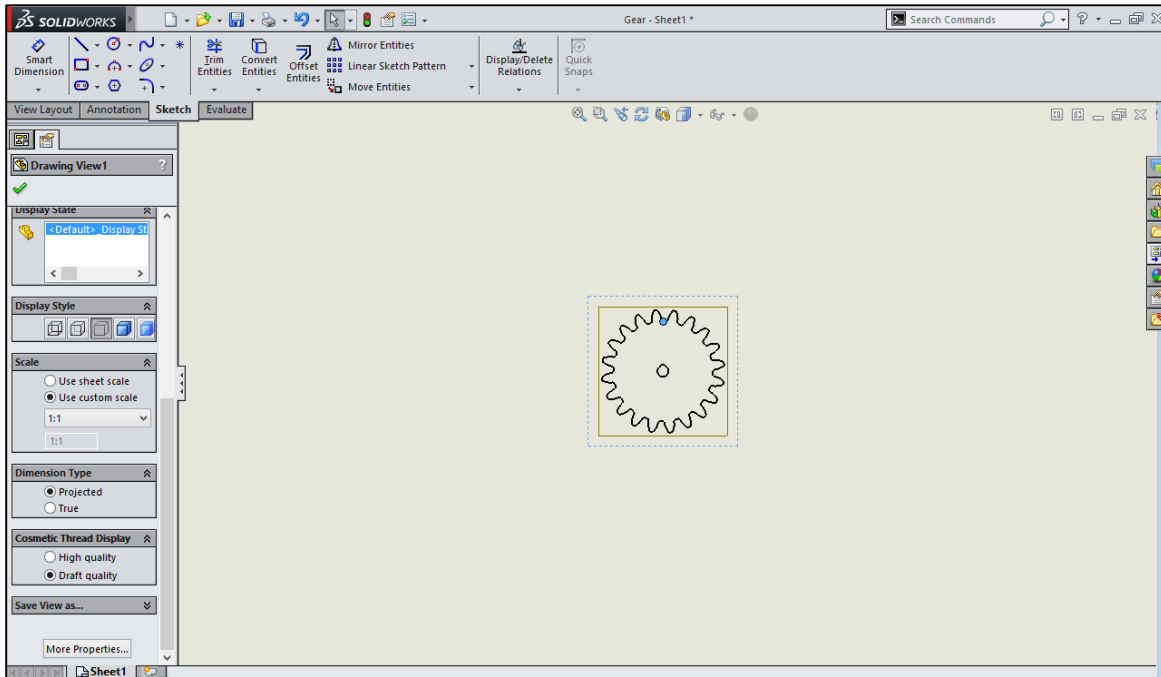 SOLIDWORKS
Gear - Sheet1 *
Search Commands
Smart Dimension
Trim Entities
Convert Entities
Offset Entities
Mirror Entities
Linear Sketch Pattern
Move Entities
Display/Delete Relations
Quick Snaps
View Layout
Annotation
Sketch
Evaluate
Drawing View1
?
Display State
<Default>_Display St
Display Style
Scale
Use sheet scale
Use custom scale
1:1
1:1
Dimension Type
Projected
True
Cosmetic Thread Display
High quality
Draft quality
Save View as...
More Properties...
Sheet1